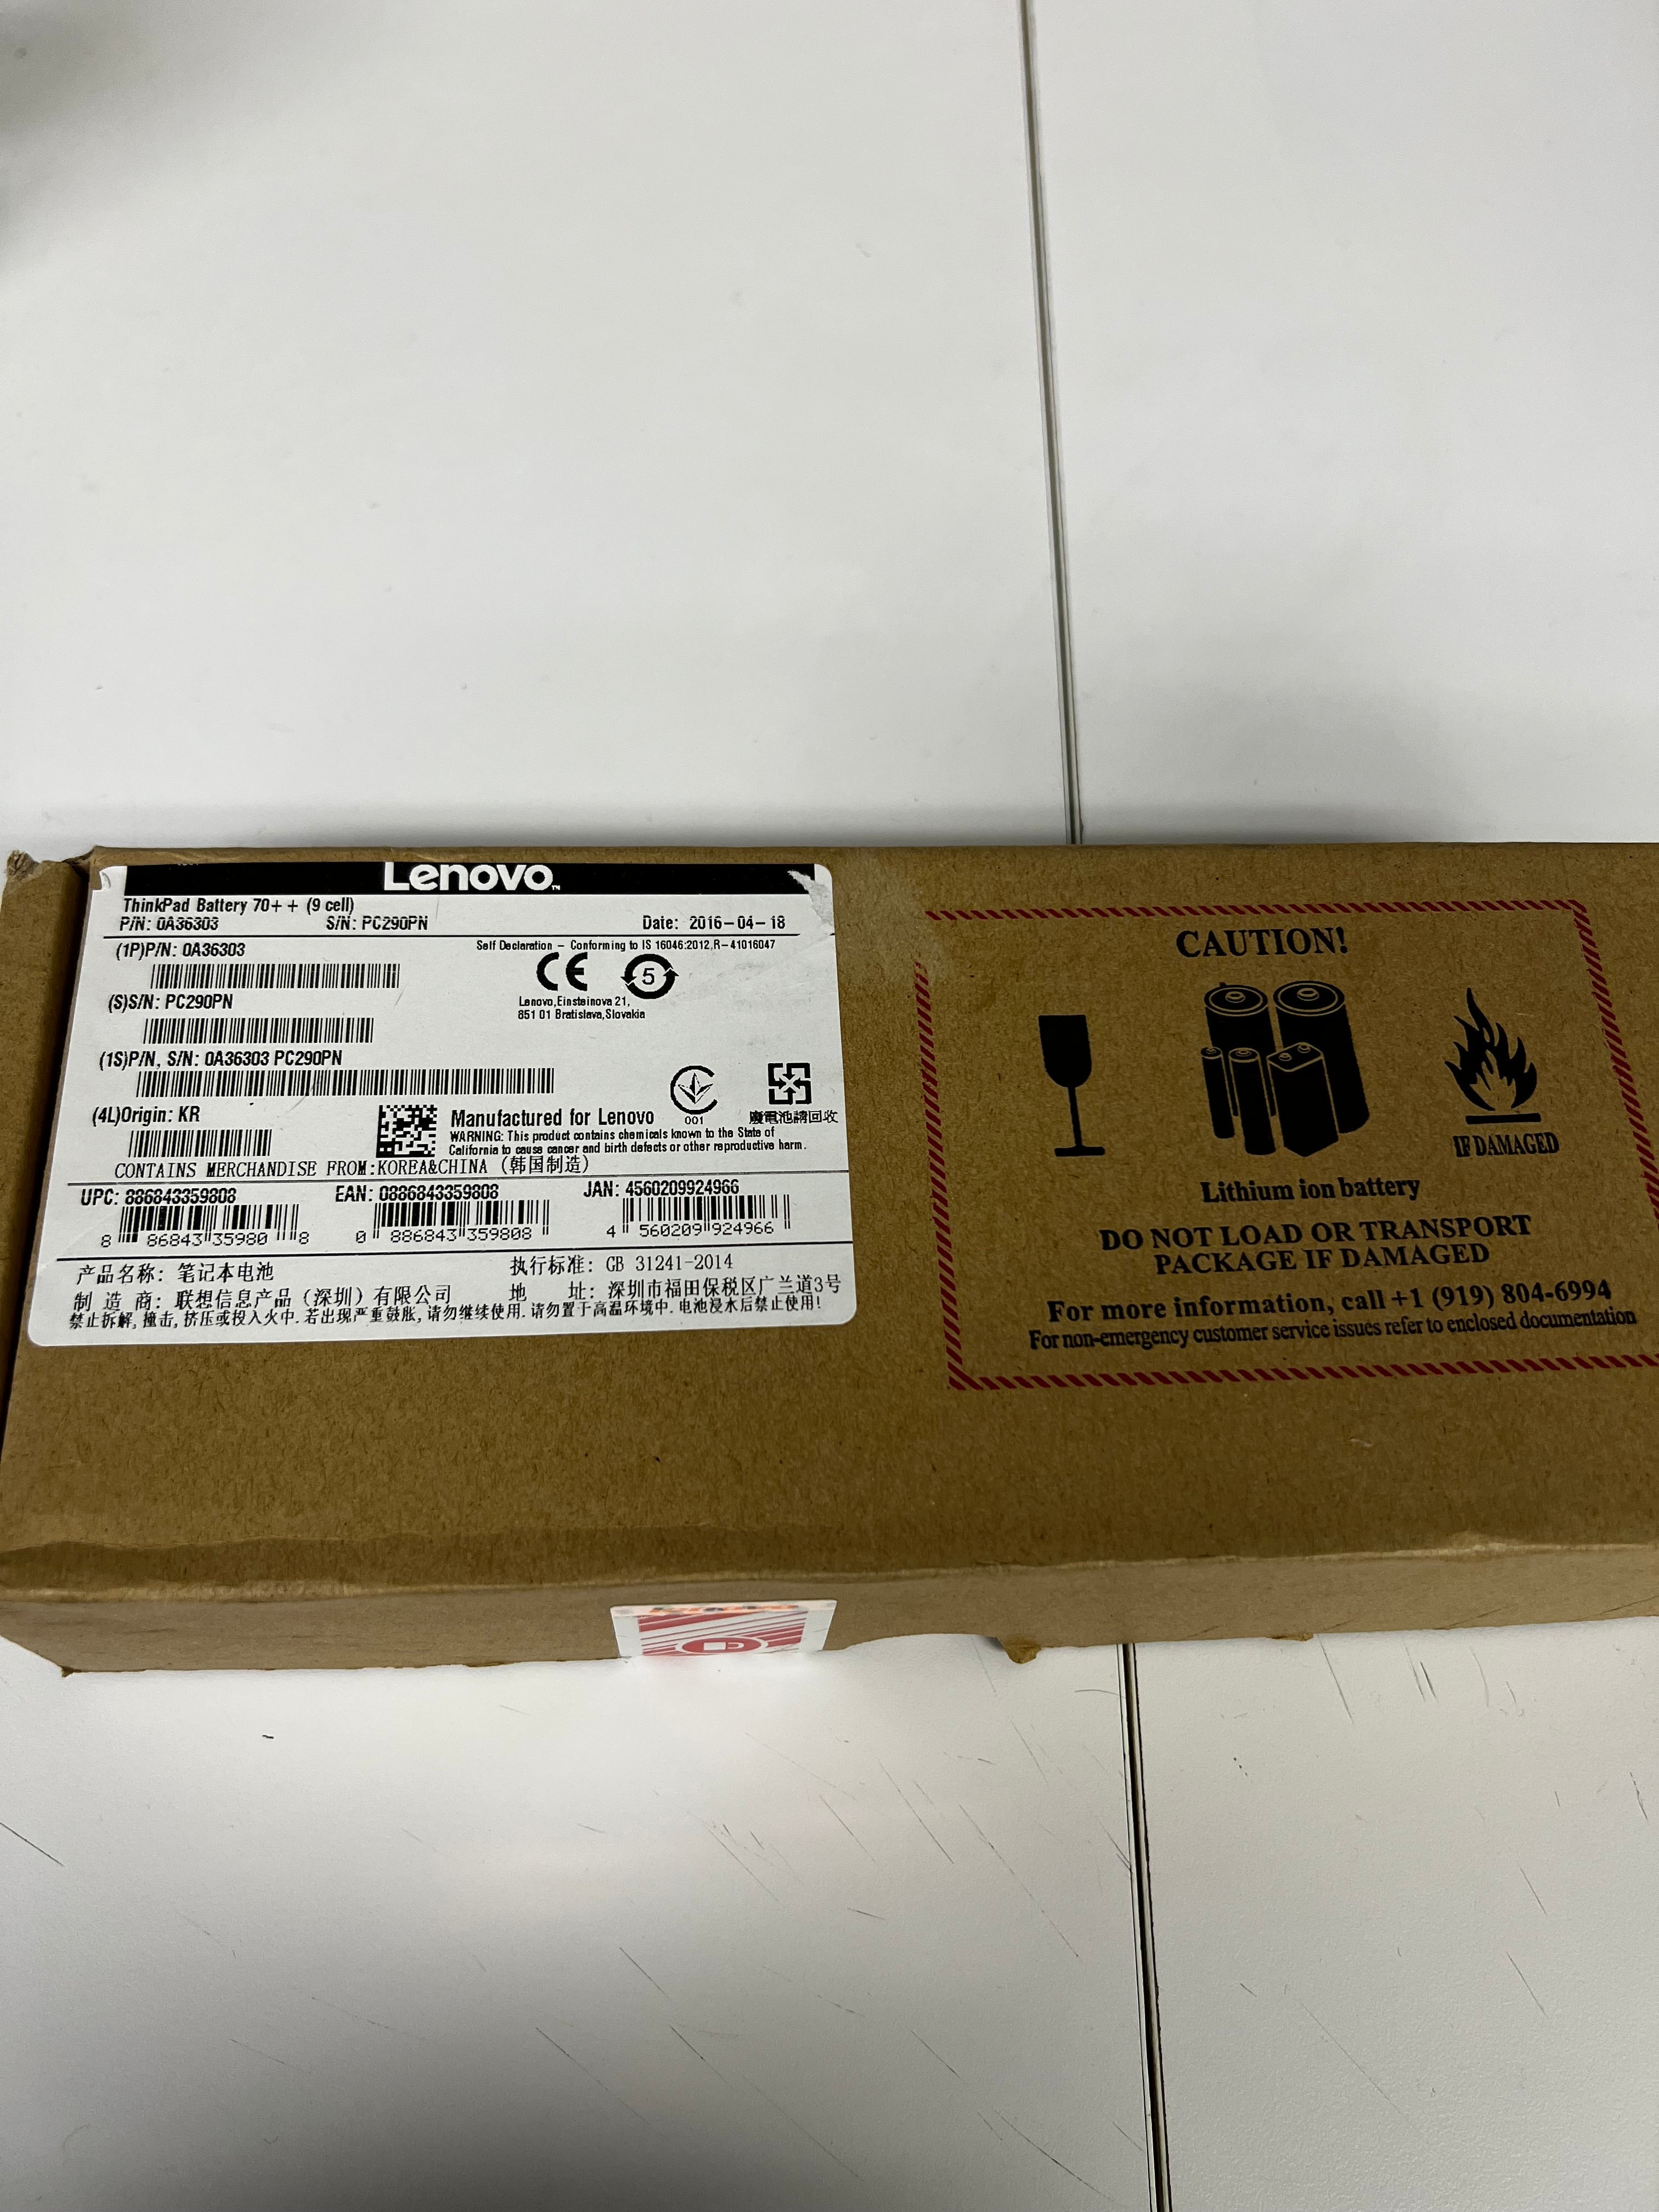 Lenovo™
ThinkPad Battery 70++ (9 cell)
P/N: 0A36303 S/N: PC290PN Date: 2016-04-18
(1P)P/N: 0A36303
Self Declaration - Conforming to IS 16046:2012,R-41016047
CE 5
(S)S/N: PC290PN
Lenovo,Einsteinova 21,
851 01 Bratislava,Slovakia
(1S)P/N, S/N: 0A36303 PC290PN
(4L)Origin: KR
Manufactured for Lenovo
001
廢電池請回收
WARNING: This product contains chemicals known to the State of
California to cause cancer and birth defects or other reproductive harm.
CONTAINS MERCHANDISE FROM:KOREA&CHINA (韩国制造)
UPC: 886843359808 EAN: 0886843359808 JAN: 4560209924966
8 86843 35980 8 0 886843 359808 4 560209 924966
产品名称: 笔记本电池 执行标准: GB 31241-2014
制 造 商: 联想信息产品 (深圳) 有限公司 地 址: 深圳市福田保税区广兰道3号
禁止拆解, 撞击, 挤压或投入火中. 若出现严重鼓胀, 请勿继续使用. 请勿置于高温环境中. 电池浸水后禁止使用!
CAUTION!
IF DAMAGED
Lithium ion battery
DO NOT LOAD OR TRANSPORT
PACKAGE IF DAMAGED
For more information, call +1 (919) 804-6994
For non-emergency customer service issues refer to enclosed documentation